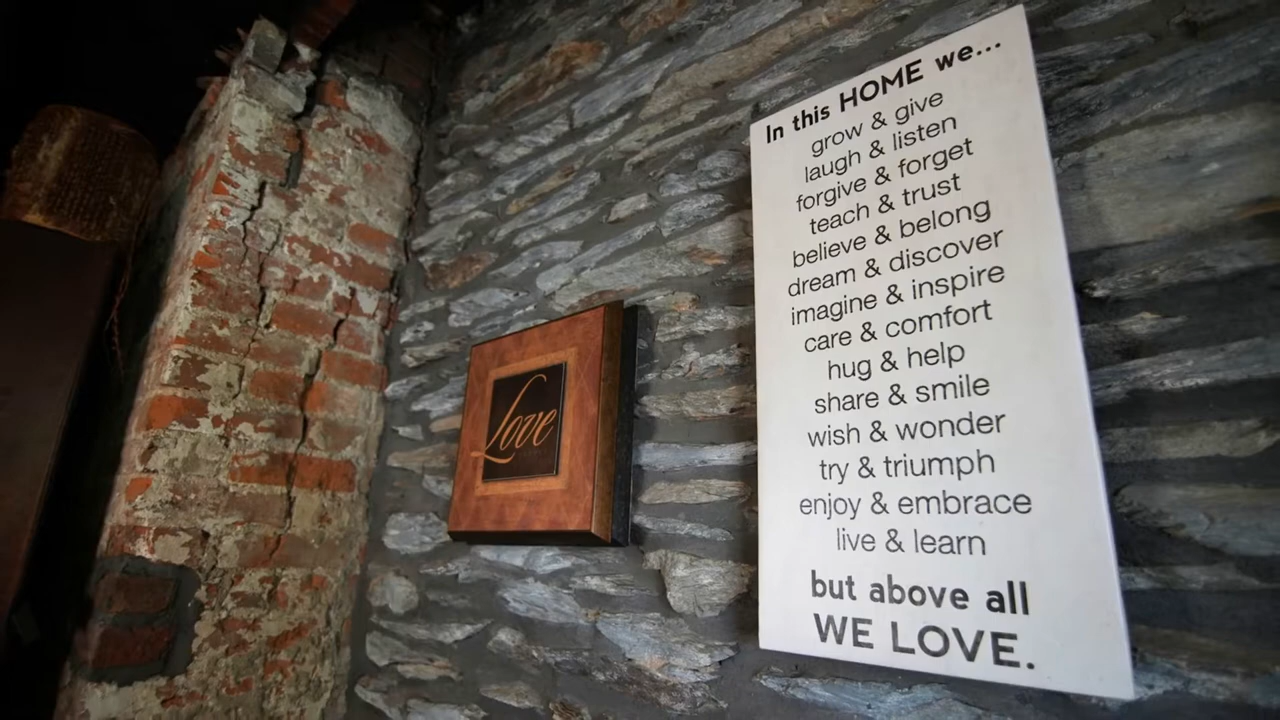 Love
In this HOME we...
grow & give
laugh & listen
forgive & forget
teach & trust
believe & belong
dream & discover
imagine & inspire
care & comfort
hug & help
share & smile
wish & wonder
try & triumph
enjoy & embrace
live & learn
but above all
WE LOVE.